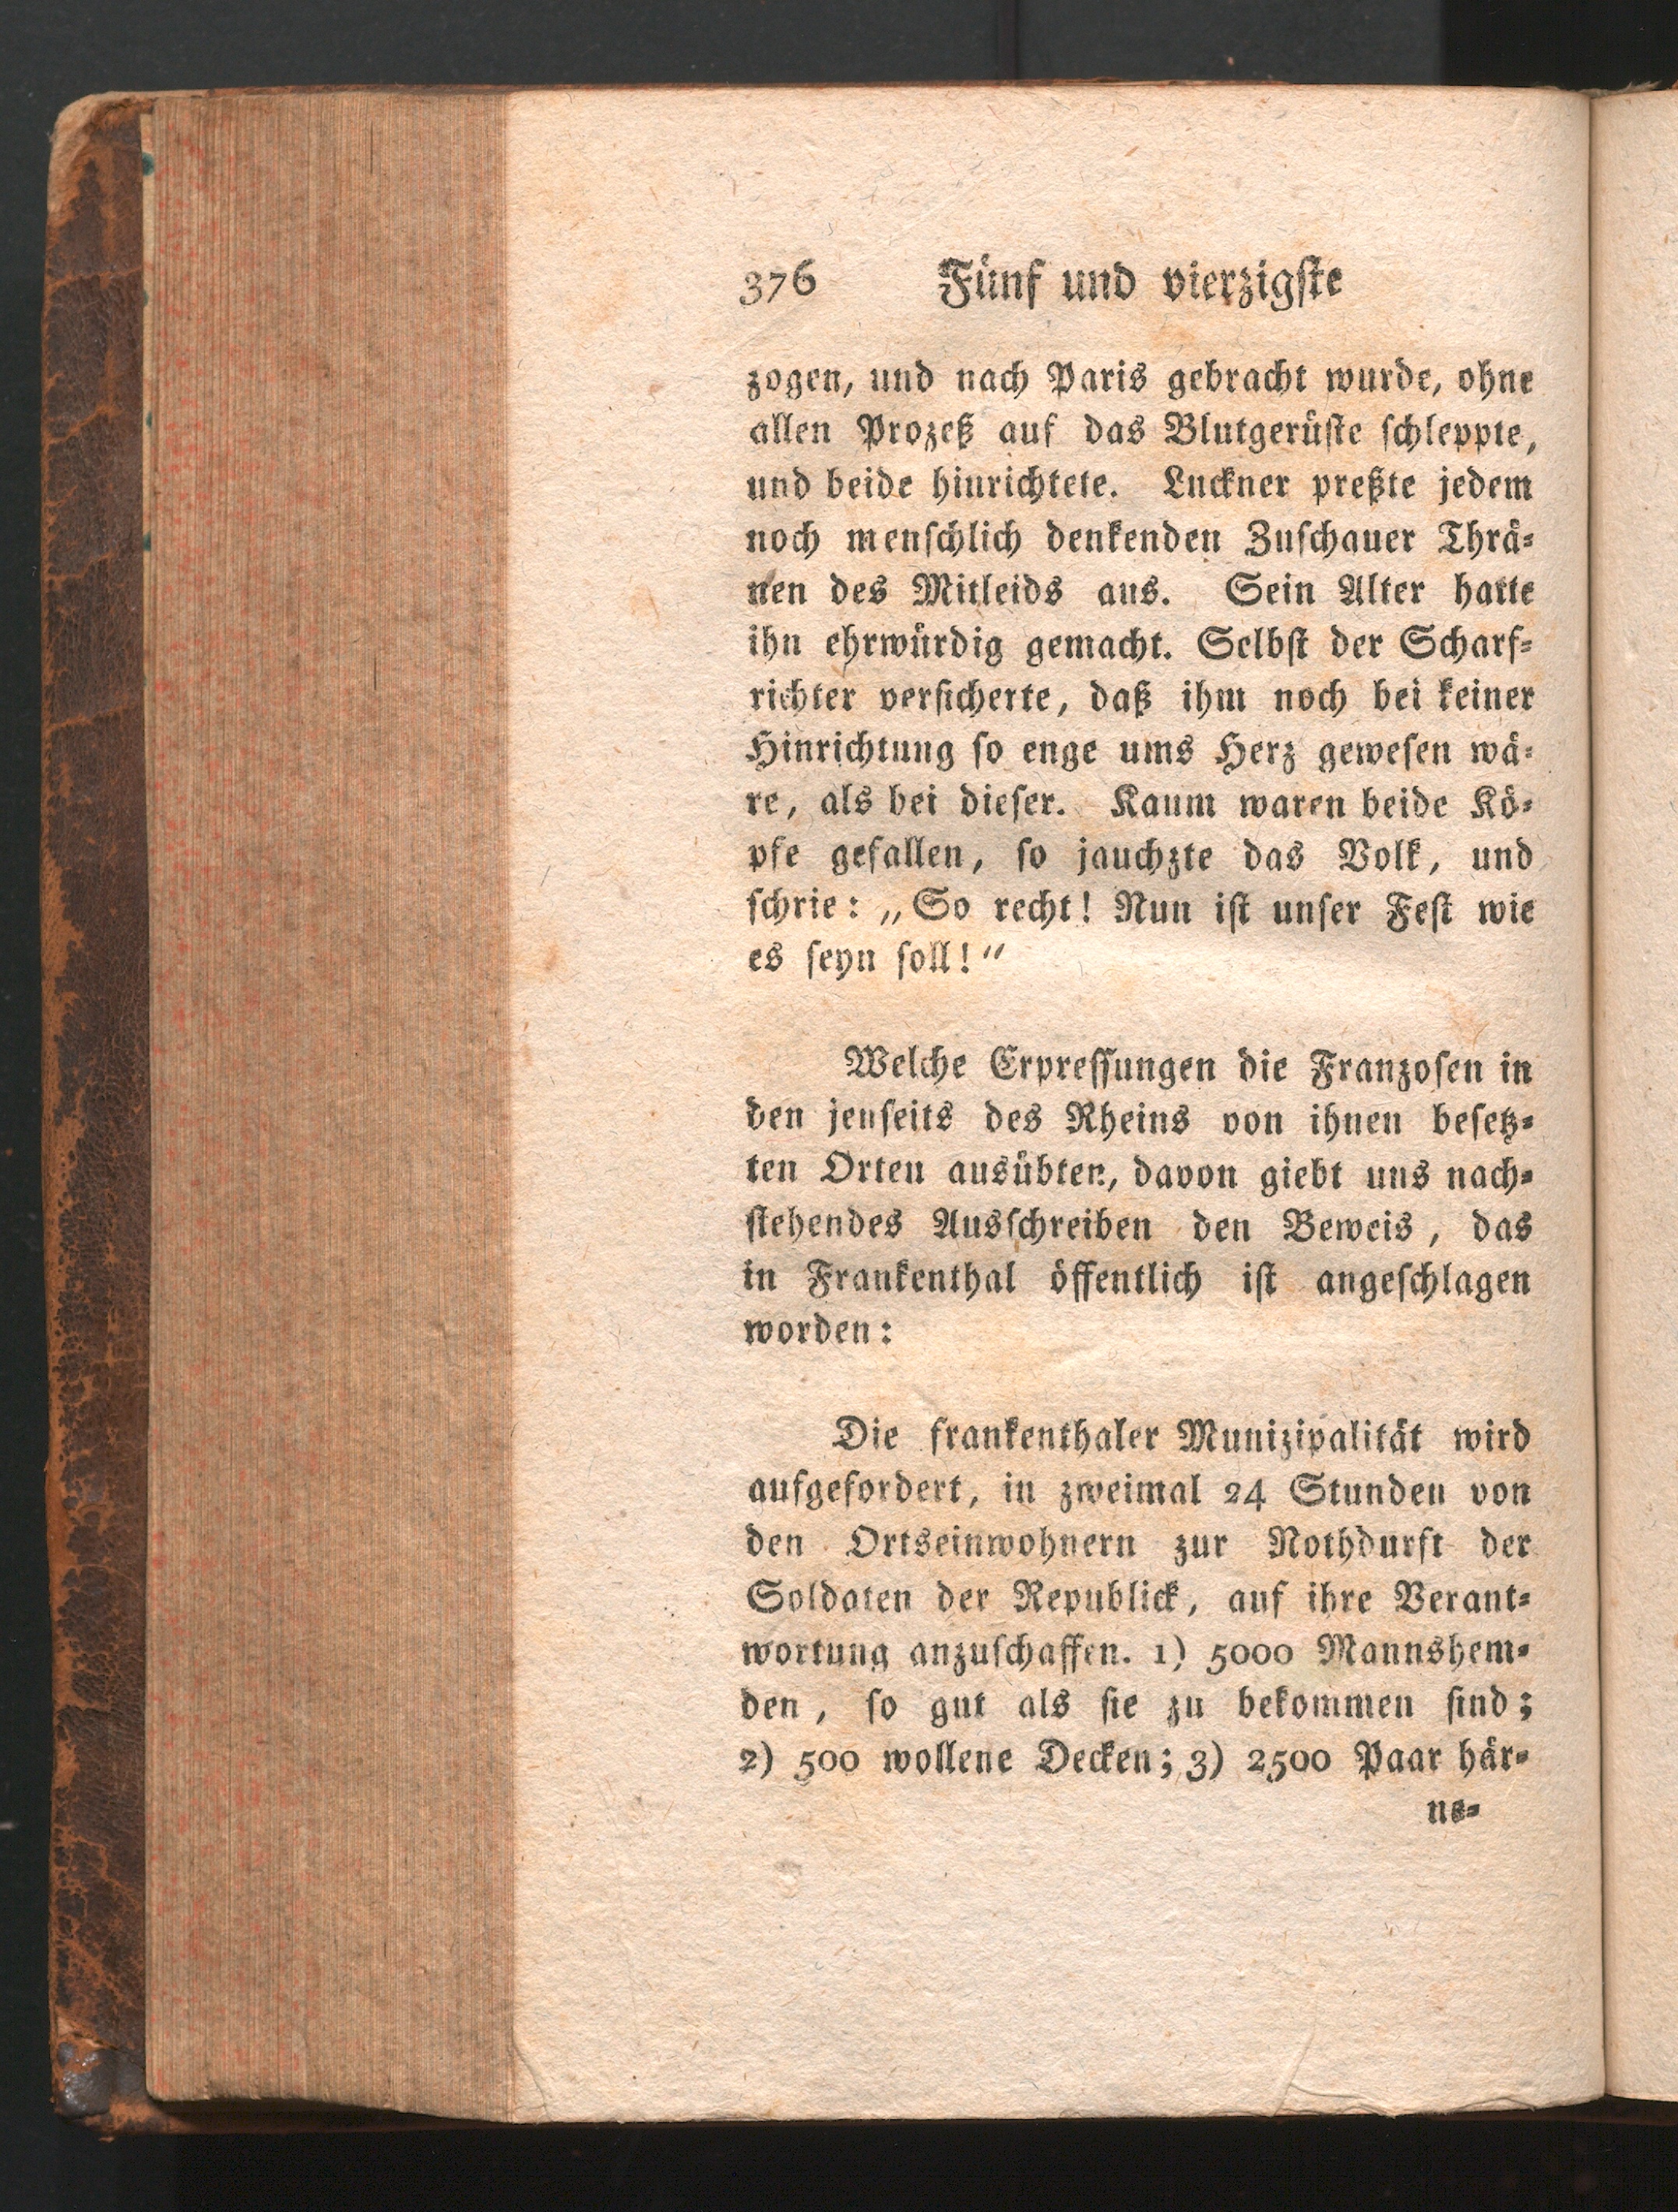 376 Fünf und vierzigſte
zogen, und nach Paris gebracht wurde, ohne
allen Prozeß auf das Blutgerüſte ſchleppte,
und beide hinrichtete. Luckner preßte jedem
noch menſchlich denkenden Zuſchauer Thrä-
nen des Mitleids aus. Sein Alter hatte
ihn ehrwürdig gemacht. Selbſt der Scharf-
richter verſicherte, daß ihm noch bei keiner
Hinrichtung ſo enge ums Herz geweſen wä-
re, als bei dieſer. Kaum waren beide Kö-
pfe gefallen, ſo jauchzte das Volk, und
ſchrie: „So recht! Nun iſt unſer Feſt wie
es ſeyn ſoll!“
Welche Erpreſſungen die Franzoſen in
den jenſeits des Rheins von ihnen beſetz-
ten Orten ausübten, davon giebt uns nach-
ſtehendes Ausſchreiben den Beweis, das
in Frankenthal öffentlich iſt angeſchlagen
worden:
Die frankenthaler Munizipalität wird
aufgefordert, in zweimal 24 Stunden von
den Ortseinwohnern zur Nothdurft der
Soldaten der Republick, auf ihre Verant-
wortung anzuſchaffen. 1) 5000 Mannshem-
den, ſo gut als ſie zu bekommen ſind;
2) 500 wollene Decken; 3) 2500 Paar här-
ne-